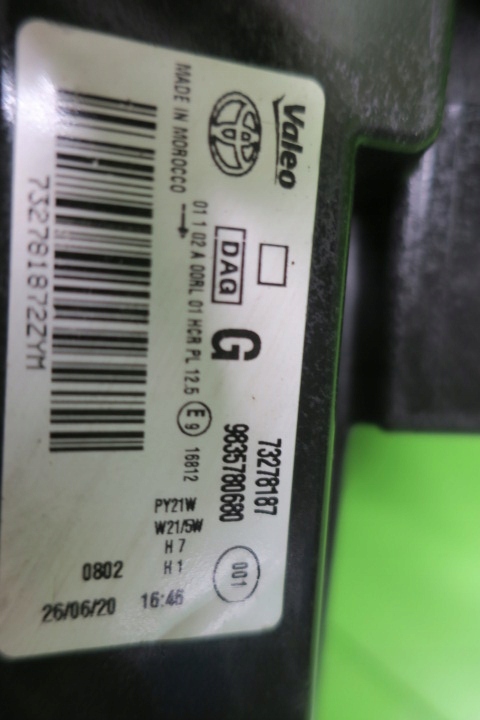 Valeo
MADE IN MOROCCO
01 1 02 A 00RL 01 HCR PL 12.5 E9 16812
DAG
G
73278187
9835780680
PY21W
W21/5W
H7
H1
001
0802
26/06/20 16:46
732781872ZYM